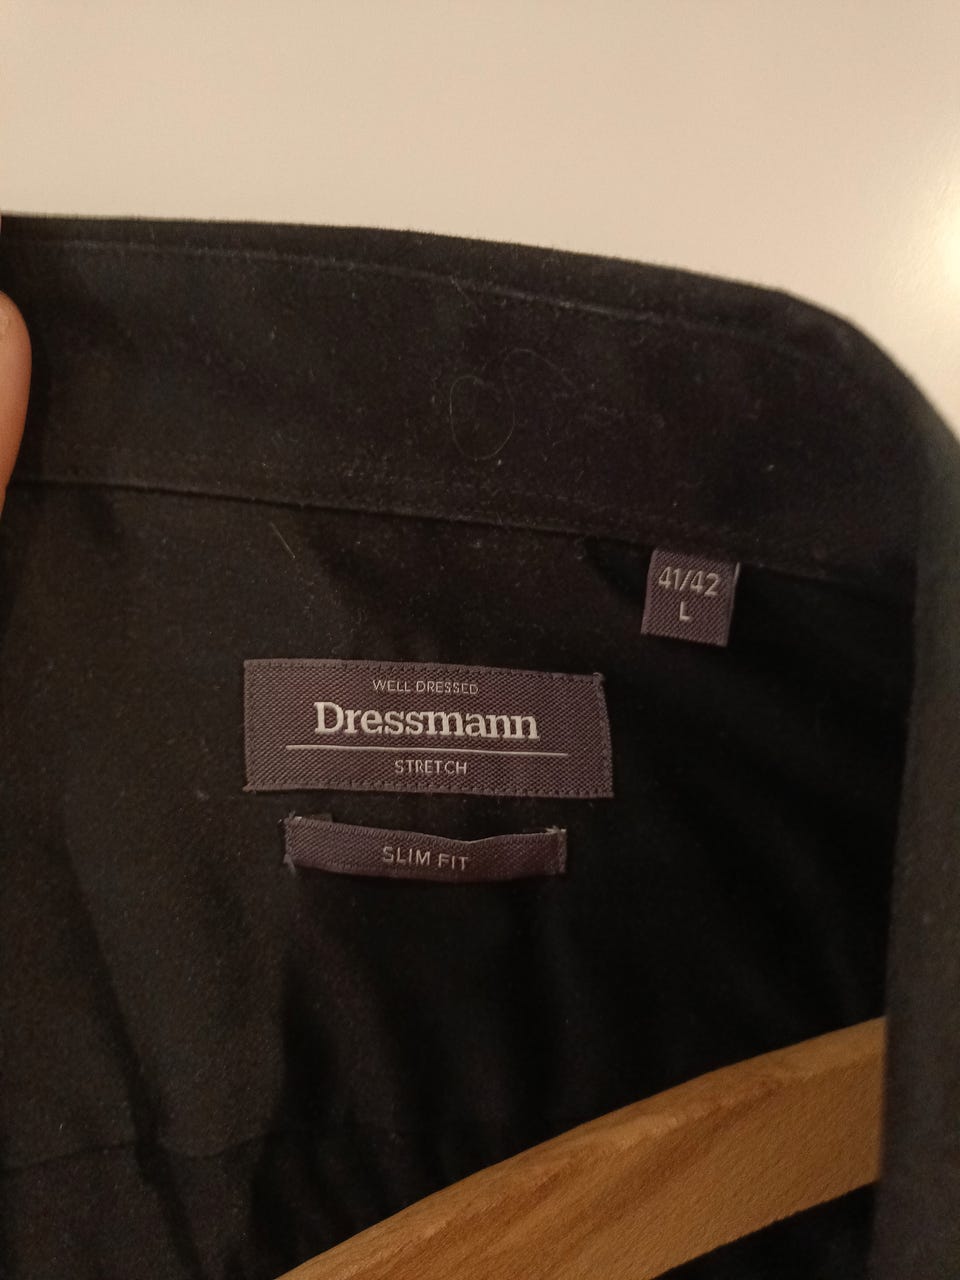 41/42
L
WELL DRESSED
Dressmann
STRETCH
SLIM FIT